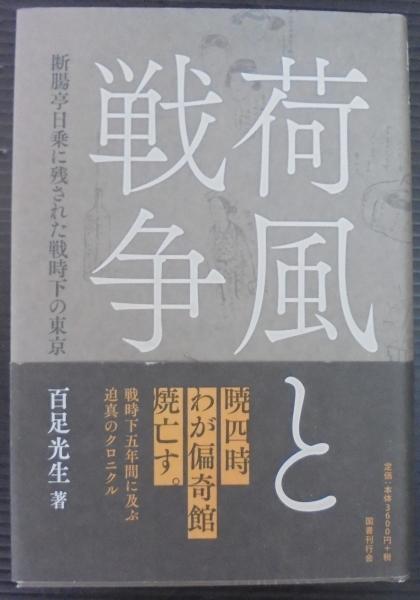 荷風と
戦争
断腸亭日乗に残された戦時下の東京
百足光生 著
暁四時
わが偏奇館
焼亡す。
戦時下五年間に及ぶ
迫真のクロニクル
定価:本体3600円+税
国書刊行会